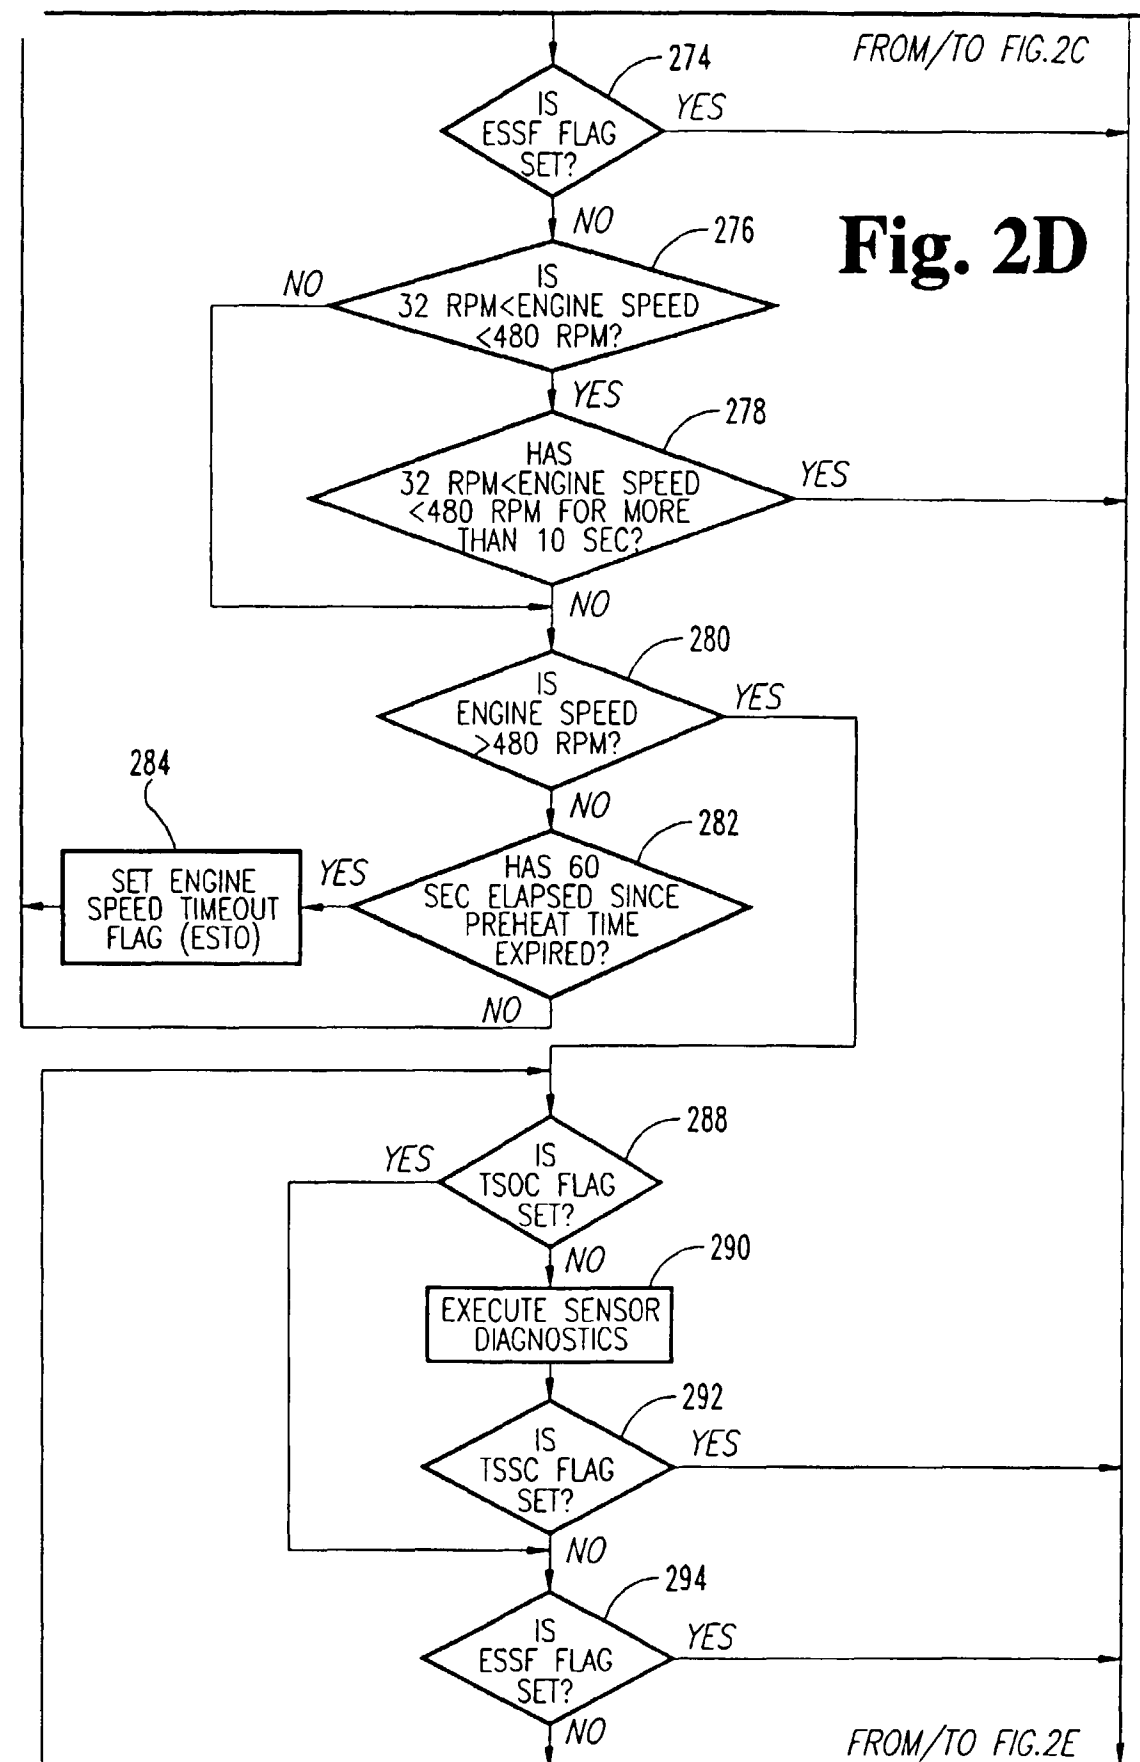 FROM/TO FIG.2C
274
IS
ESSF FLAG
SET?
YES
NO
Fig. 2D
276
IS
32 RPM<ENGINE SPEED
<480 RPM?
NO
YES
278
HAS
32 RPM<ENGINE SPEED
<480 RPM FOR MORE
THAN 10 SEC?
YES
NO
280
IS
ENGINE SPEED
>480 RPM?
YES
NO
282
HAS 60
SEC ELAPSED SINCE
PREHEAT TIME
EXPIRED?
YES
284
SET ENGINE
SPEED TIMEOUT
FLAG (ESTO)
NO
288
IS
TSOC FLAG
SET?
YES
NO
290
EXECUTE SENSOR
DIAGNOSTICS
292
IS
TSSC FLAG
SET?
YES
NO
294
IS
ESSF FLAG
SET?
YES
NO
FROM/TO FIG.2E